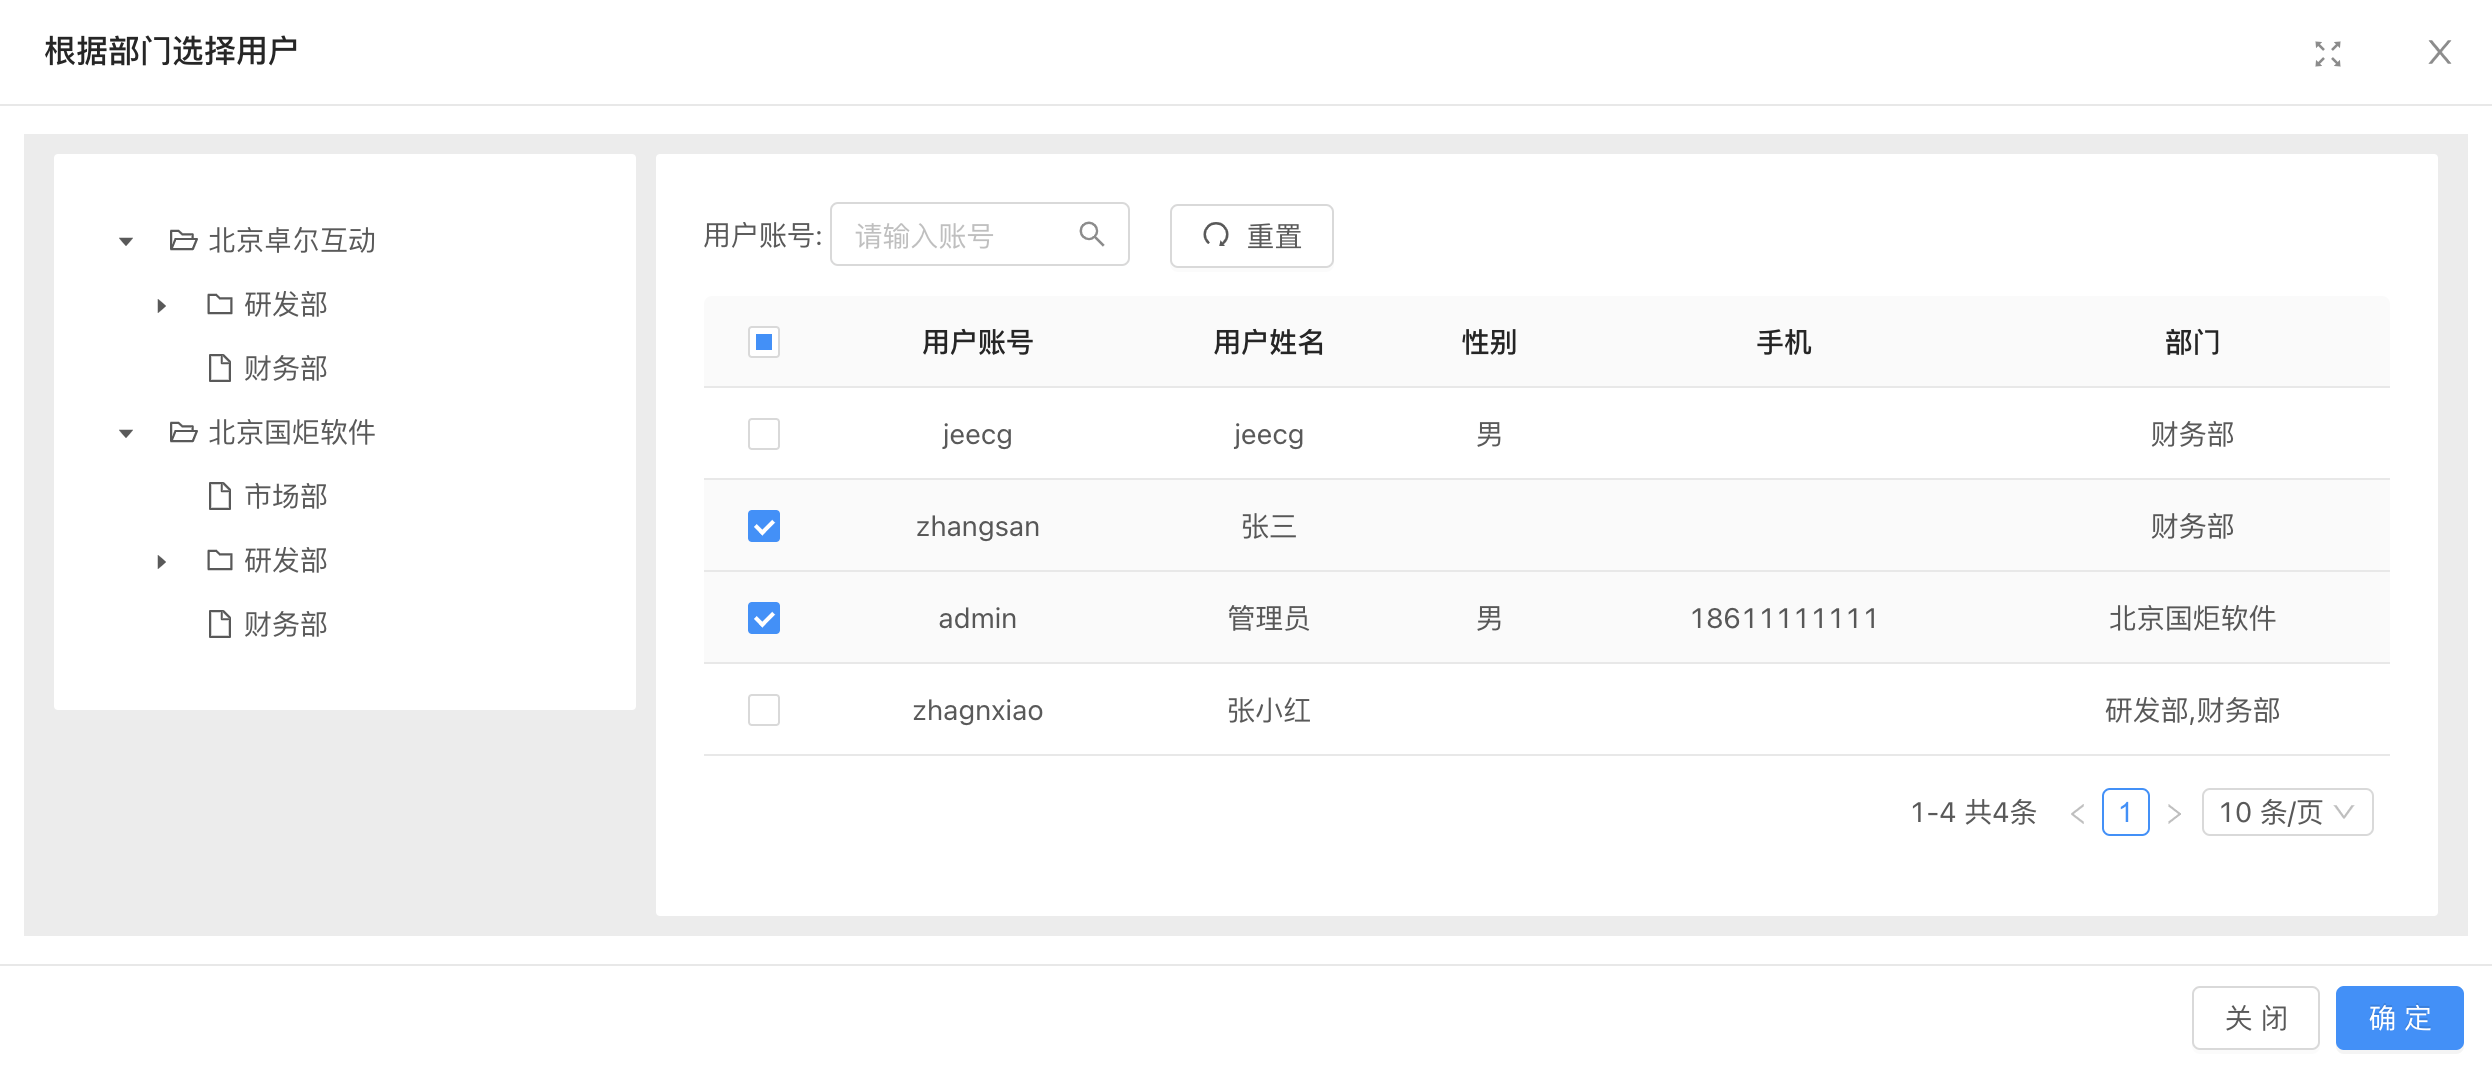 根据部门选择用户
北京卓尔互动
研发部
财务部
北京国炬软件
市场部
研发部
财务部
用户账号: 请输入账号 重置
用户账号 用户姓名 性别 手机 部门
jeecg jeecg 男 财务部
zhangsan 张三 财务部
admin 管理员 男 18611111111 北京国炬软件
zhagnxiao 张小红 研发部,财务部
1-4 共4条 < 1 > 10 条/页
关 闭 确 定